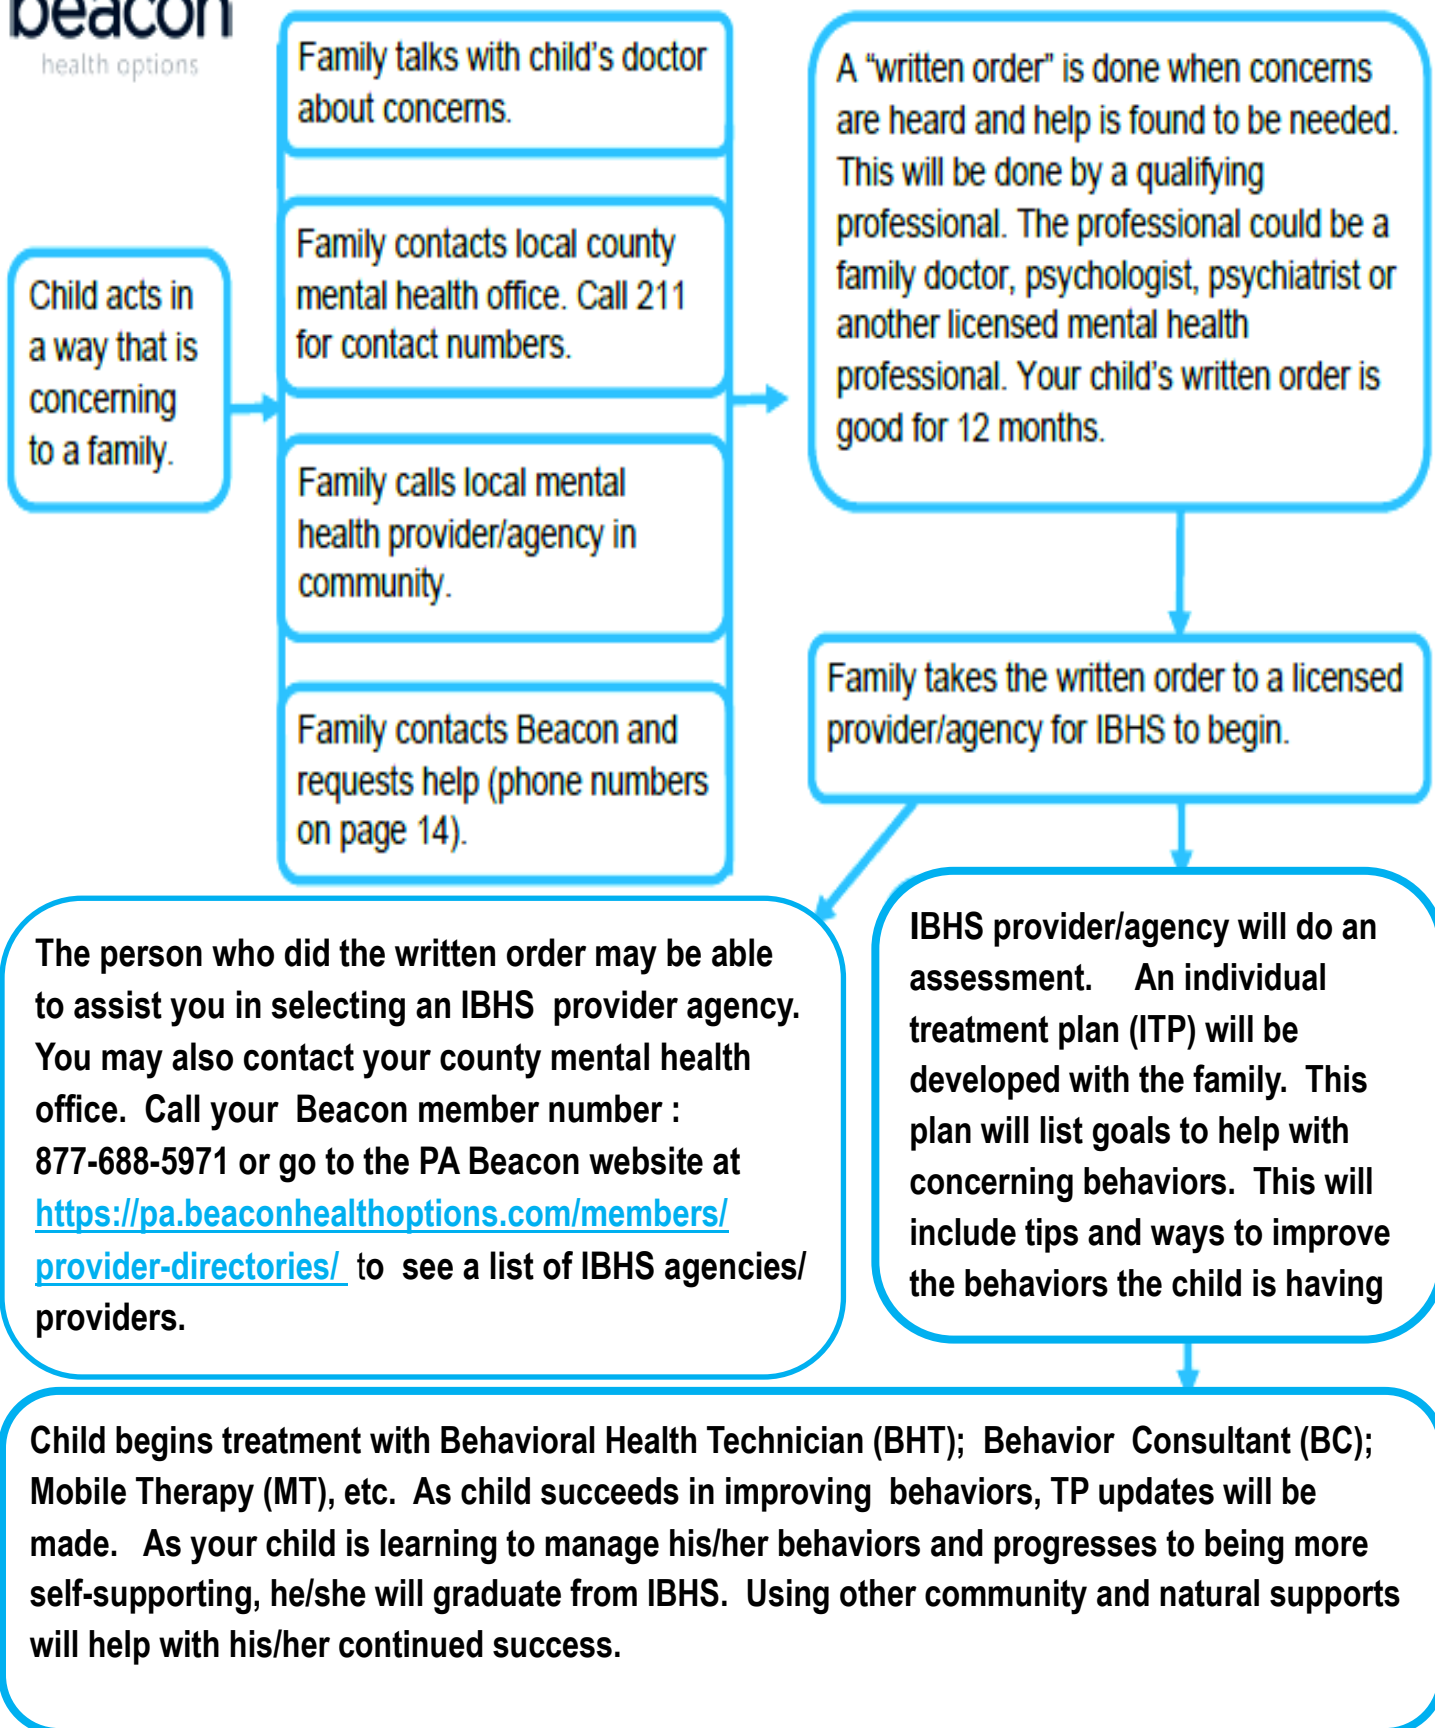 beacon
health options
Child acts in
a way that is
concerning
to a family.
Family talks with child's doctor
about concerns.
Family contacts local county
mental health office. Call 211
for contact numbers.
Family calls local mental
health provider/agency in
community.
Family contacts Beacon and
requests help (phone numbers
on page 14).
A “written order” is done when concerns
are heard and help is found to be needed.
This will be done by a qualifying
professional. The professional could be a
family doctor, psychologist, psychiatrist or
another licensed mental health
professional. Your child's written order is
good for 12 months.
Family takes the written order to a licensed
provider/agency for IBHS to begin.
The person who did the written order may be able
to assist you in selecting an IBHS provider agency.
You may also contact your county mental health
office. Call your Beacon member number :
877-688-5971 or go to the PA Beacon website at
https://pa.beaconhealthoptions.com/members/
provider-directories/ to see a list of IBHS agencies/
providers.
IBHS provider/agency will do an
assessment. An individual
treatment plan (ITP) will be
developed with the family. This
plan will list goals to help with
concerning behaviors. This will
include tips and ways to improve
the behaviors the child is having
Child begins treatment with Behavioral Health Technician (BHT); Behavior Consultant (BC);
Mobile Therapy (MT), etc. As child succeeds in improving behaviors, TP updates will be
made. As your child is learning to manage his/her behaviors and progresses to being more
self-supporting, he/she will graduate from IBHS. Using other community and natural supports
will help with his/her continued success.